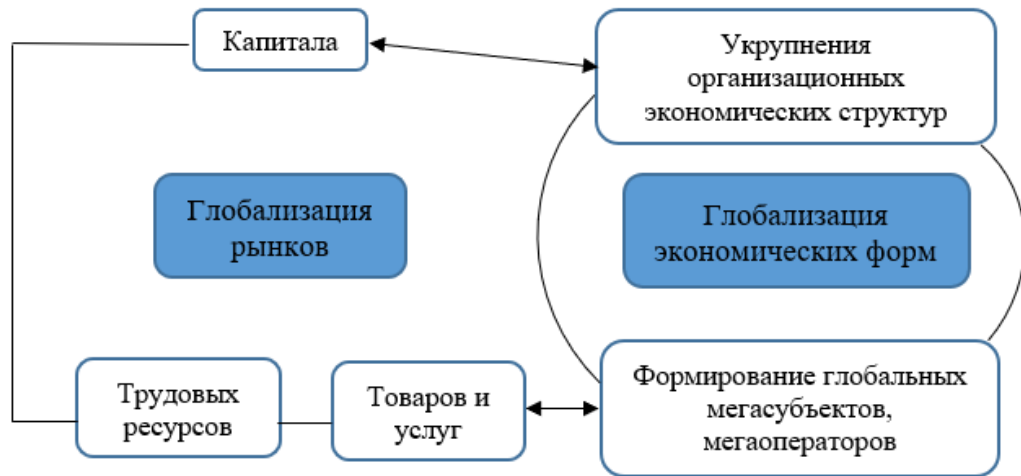 Капитала
Укрупнения
организационных
экономических структур
Глобализация
рынков
Глобализация
экономических форм
Трудовых
ресурсов
Товаров и
услуг
Формирование глобальных
мегасубъектов,
мегаоператоров